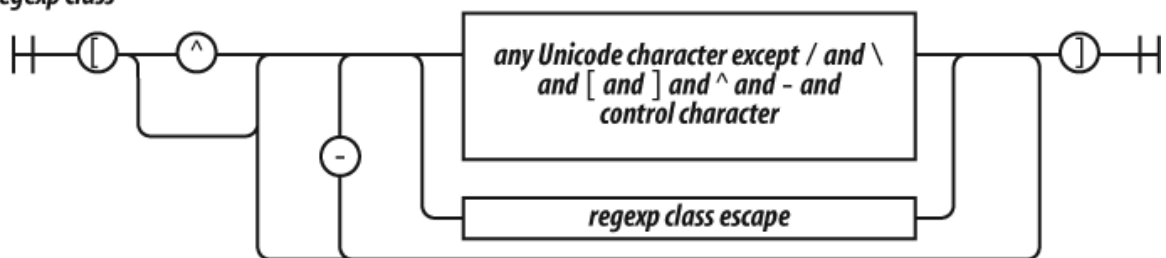 regexp class
[
^
any Unicode character except / and \
and [ and ] and ^ and - and
control character
]
-
regexp class escape